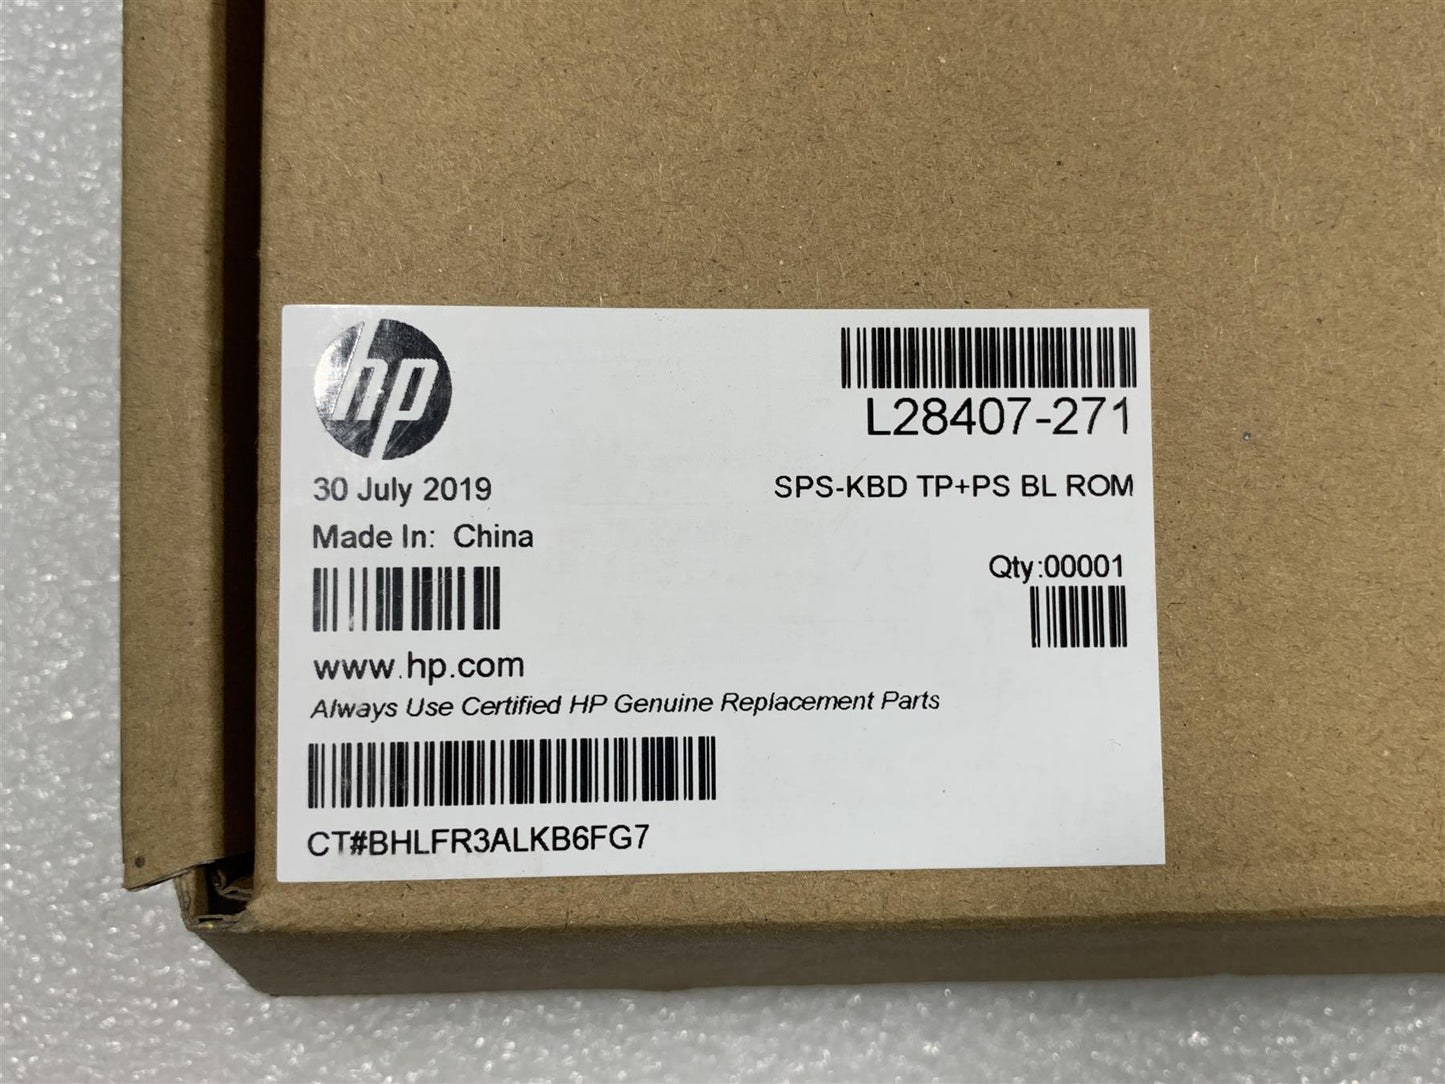 hp
L28407-271
30 July 2019
SPS-KBD TP+PS BL ROM
Made In: China
Qty:00001
www.hp.com
Always Use Certified HP Genuine Replacement Parts
CT#BHLFR3ALKB6FG7